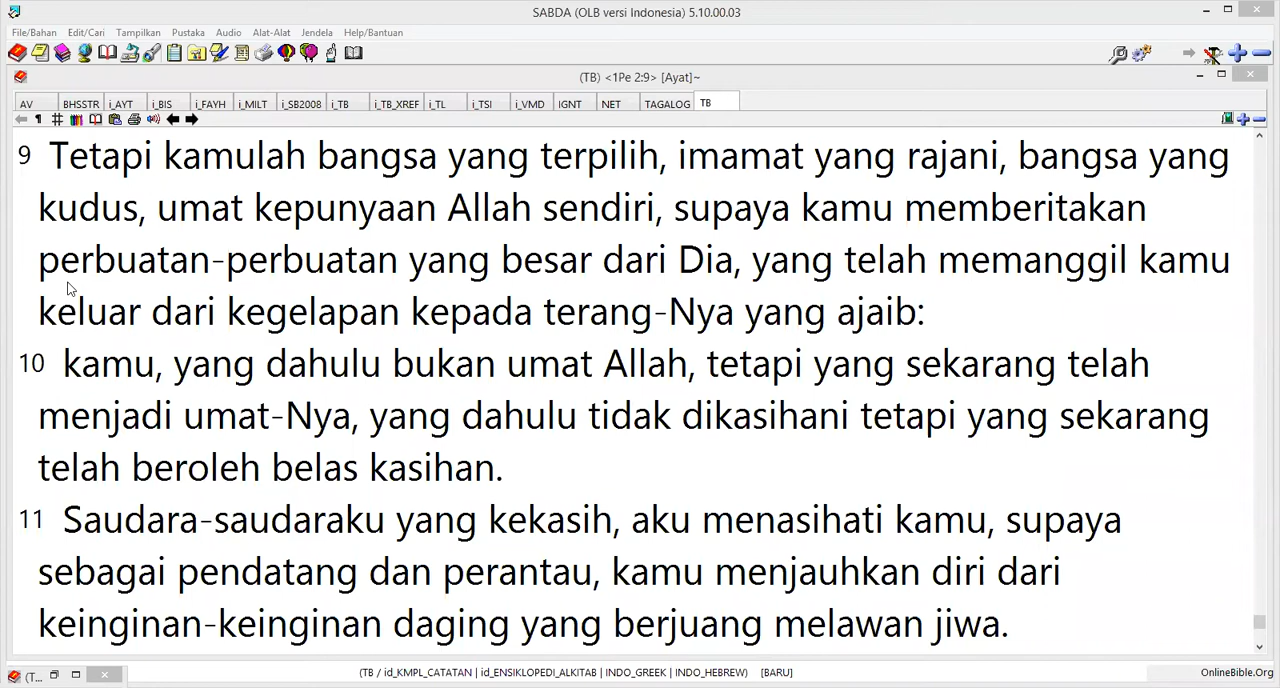 SABDA (OLB versi Indonesia) 5.10.00.03
File/Bahan Edit/Cari Tampilkan Pustaka Audio Alat-Alat Jendela Help/Bantuan
(TB) <1Pe 2:9> [Ayat]~
AV BHSSTR i_AYT i_BIS i_FAYH i_MILT i_SB2008 i_TB i_TB_XREF i_TL i_TSI i_VMD IGNT NET TAGALOG TB
9 Tetapi kamulah bangsa yang terpilih, imamat yang rajani, bangsa yang
kudus, umat kepunyaan Allah sendiri, supaya kamu memberitakan
perbuatan-perbuatan yang besar dari Dia, yang telah memanggil kamu
keluar dari kegelapan kepada terang-Nya yang ajaib:
10 kamu, yang dahulu bukan umat Allah, tetapi yang sekarang telah
menjadi umat-Nya, yang dahulu tidak dikasihani tetapi yang sekarang
telah beroleh belas kasihan.
11 Saudara-saudaraku yang kekasih, aku menasihati kamu, supaya
sebagai pendatang dan perantau, kamu menjauhkan diri dari
keinginan-keinginan daging yang berjuang melawan jiwa.
(T... (TB / id_KMPL_CATATAN | id_ENSIKLOPEDI_ALKITAB | INDO_GREEK | INDO_HEBREW) [BARU] OnlineBible.Org